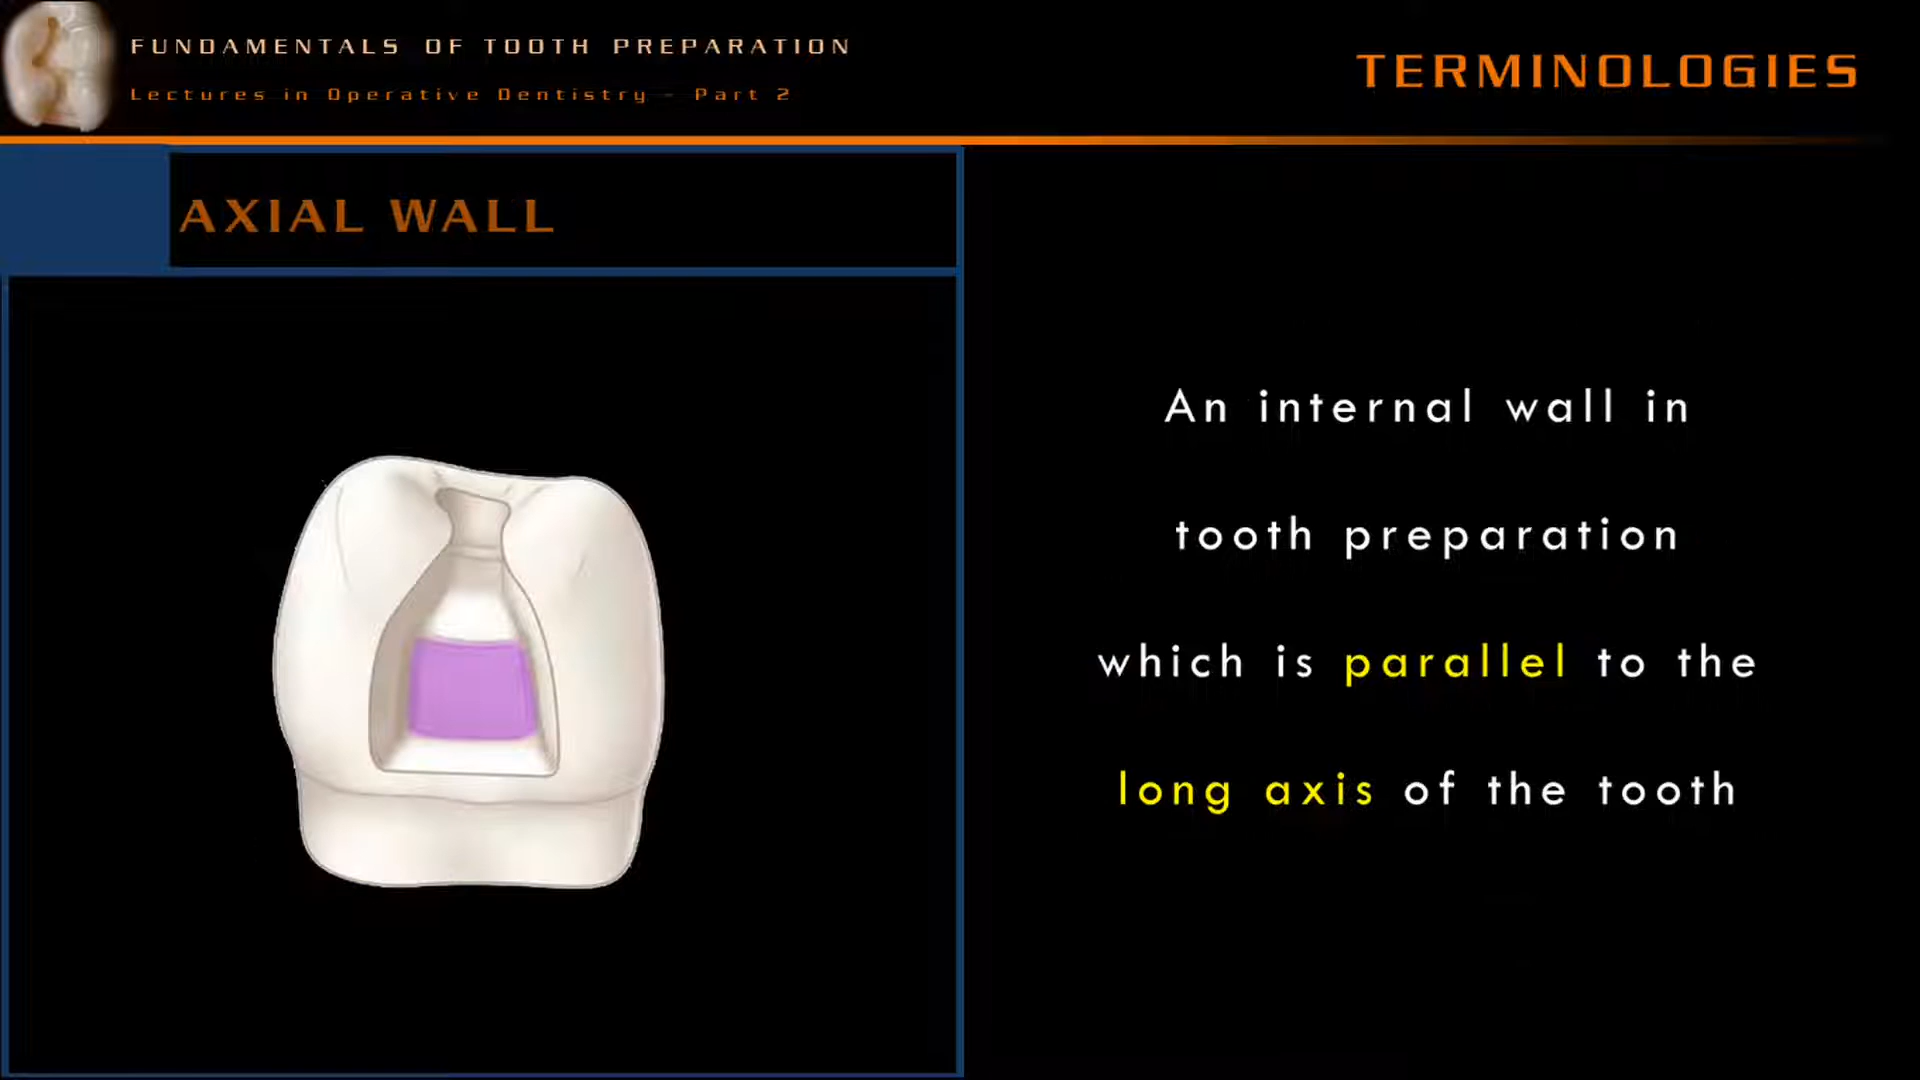 FUNDAMENTALS OF TOOTH PREPARATION
Lectures in Operative Dentistry - Part 2
TERMINOLOGIES
AXIAL WALL
An internal wall in
tooth preparation
which is parallel to the
long axis of the tooth